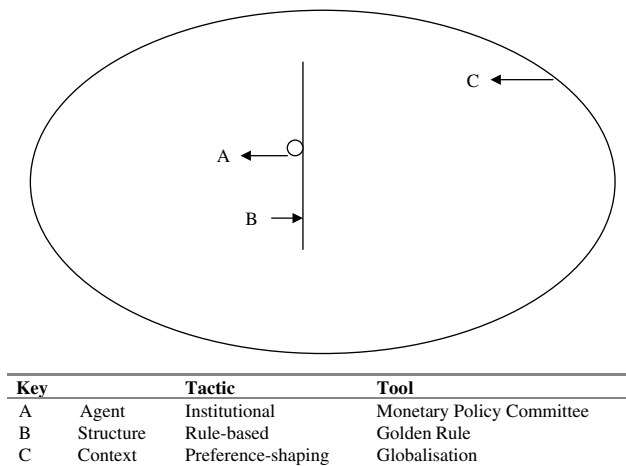 C
A
B
Key Tactic Tool
A Agent Institutional Monetary Policy Committee
B Structure Rule-based Golden Rule
C Context Preference-shaping Globalisation